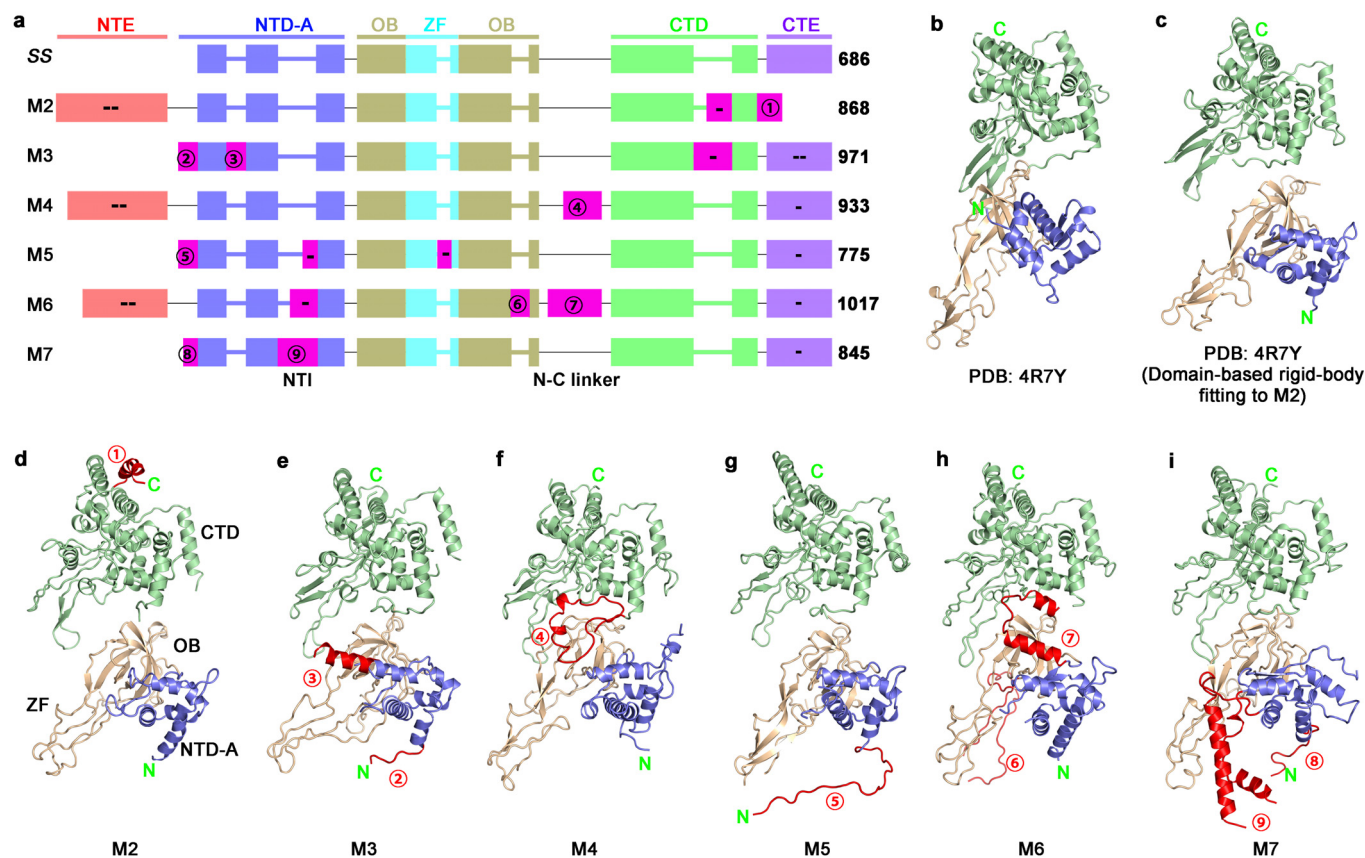 a
NTE NTD-A OB ZF OB CTD CTE
SS 686
M2 -- - ① 868
M3 ② ③ - -- 971
M4 -- ④ - 933
M5 ⑤ - - - 775
M6 -- - ⑥ ⑦ - 1017
M7 ⑧ ⑨ - 845
NTI N-C linker
b
C
N
PDB: 4R7Y
c
C
N
PDB: 4R7Y
(Domain-based rigid-body
fitting to M2)
d
①
C
CTD
OB
ZF
NTD-A
N
M2
e
C
③
N
②
M3
f
④
M4
g
C
N
⑤
M5
h
C
⑦
⑥
N
M6
i
C
N
⑧
⑨
M7